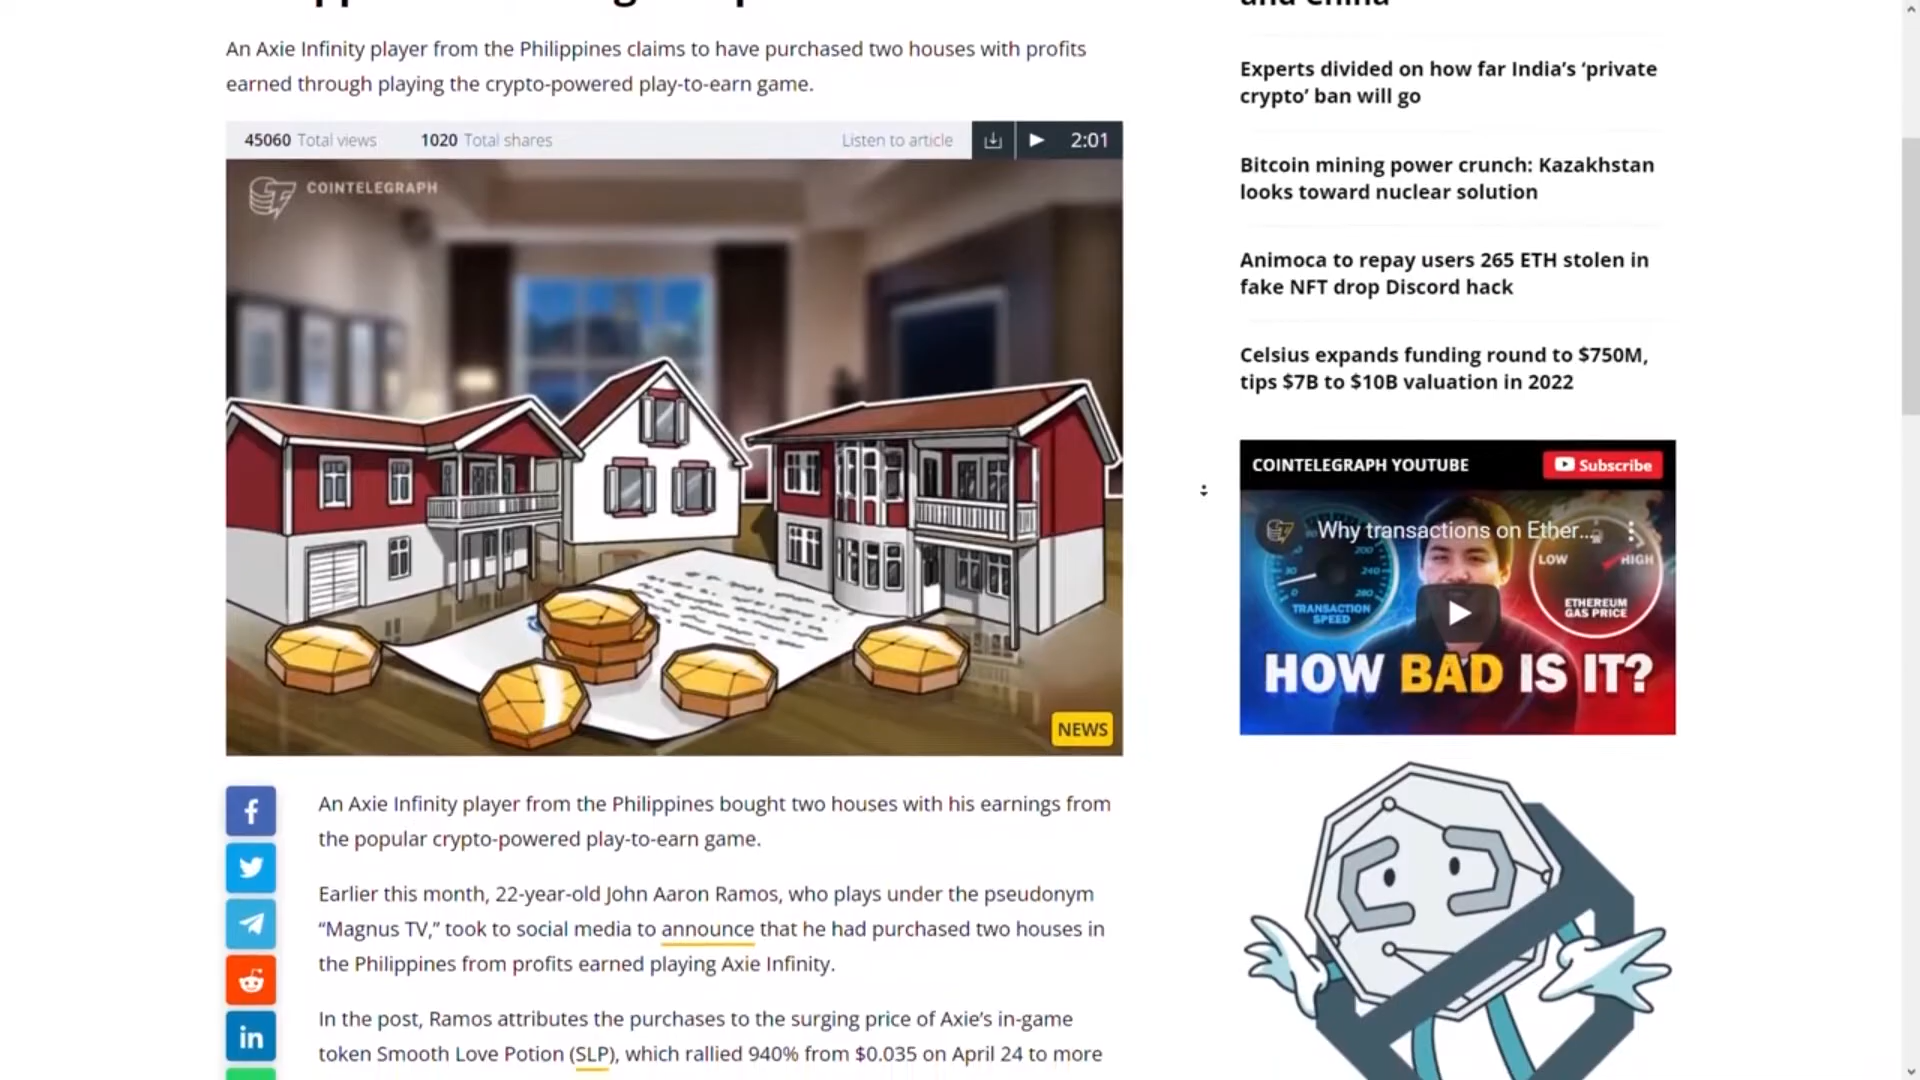 and China
An Axie Infinity player from the Philippines claims to have purchased two houses with profits
earned through playing the crypto-powered play-to-earn game.
45060 Total views 1020 Total shares Listen to article 2:01
COINTELEGRAPH
NEWS
An Axie Infinity player from the Philippines bought two houses with his earnings from
the popular crypto-powered play-to-earn game.
Earlier this month, 22-year-old John Aaron Ramos, who plays under the pseudonym
“Magnus TV,” took to social media to announce that he had purchased two houses in
the Philippines from profits earned playing Axie Infinity.
In the post, Ramos attributes the purchases to the surging price of Axie’s in-game
token Smooth Love Potion (SLP), which rallied 940% from $0.035 on April 24 to more
Experts divided on how far India’s ‘private
crypto’ ban will go
Bitcoin mining power crunch: Kazakhstan
looks toward nuclear solution
Animoca to repay users 265 ETH stolen in
fake NFT drop Discord hack
Celsius expands funding round to $750M,
tips $7B to $10B valuation in 2022
COINTELEGRAPH YOUTUBE Subscribe
Why transactions on Ether...
LOW HIGH
200
240
280
0
TRANSACTION
SPEED
ETHEREUM
GAS PRICE
HOW BAD IS IT?